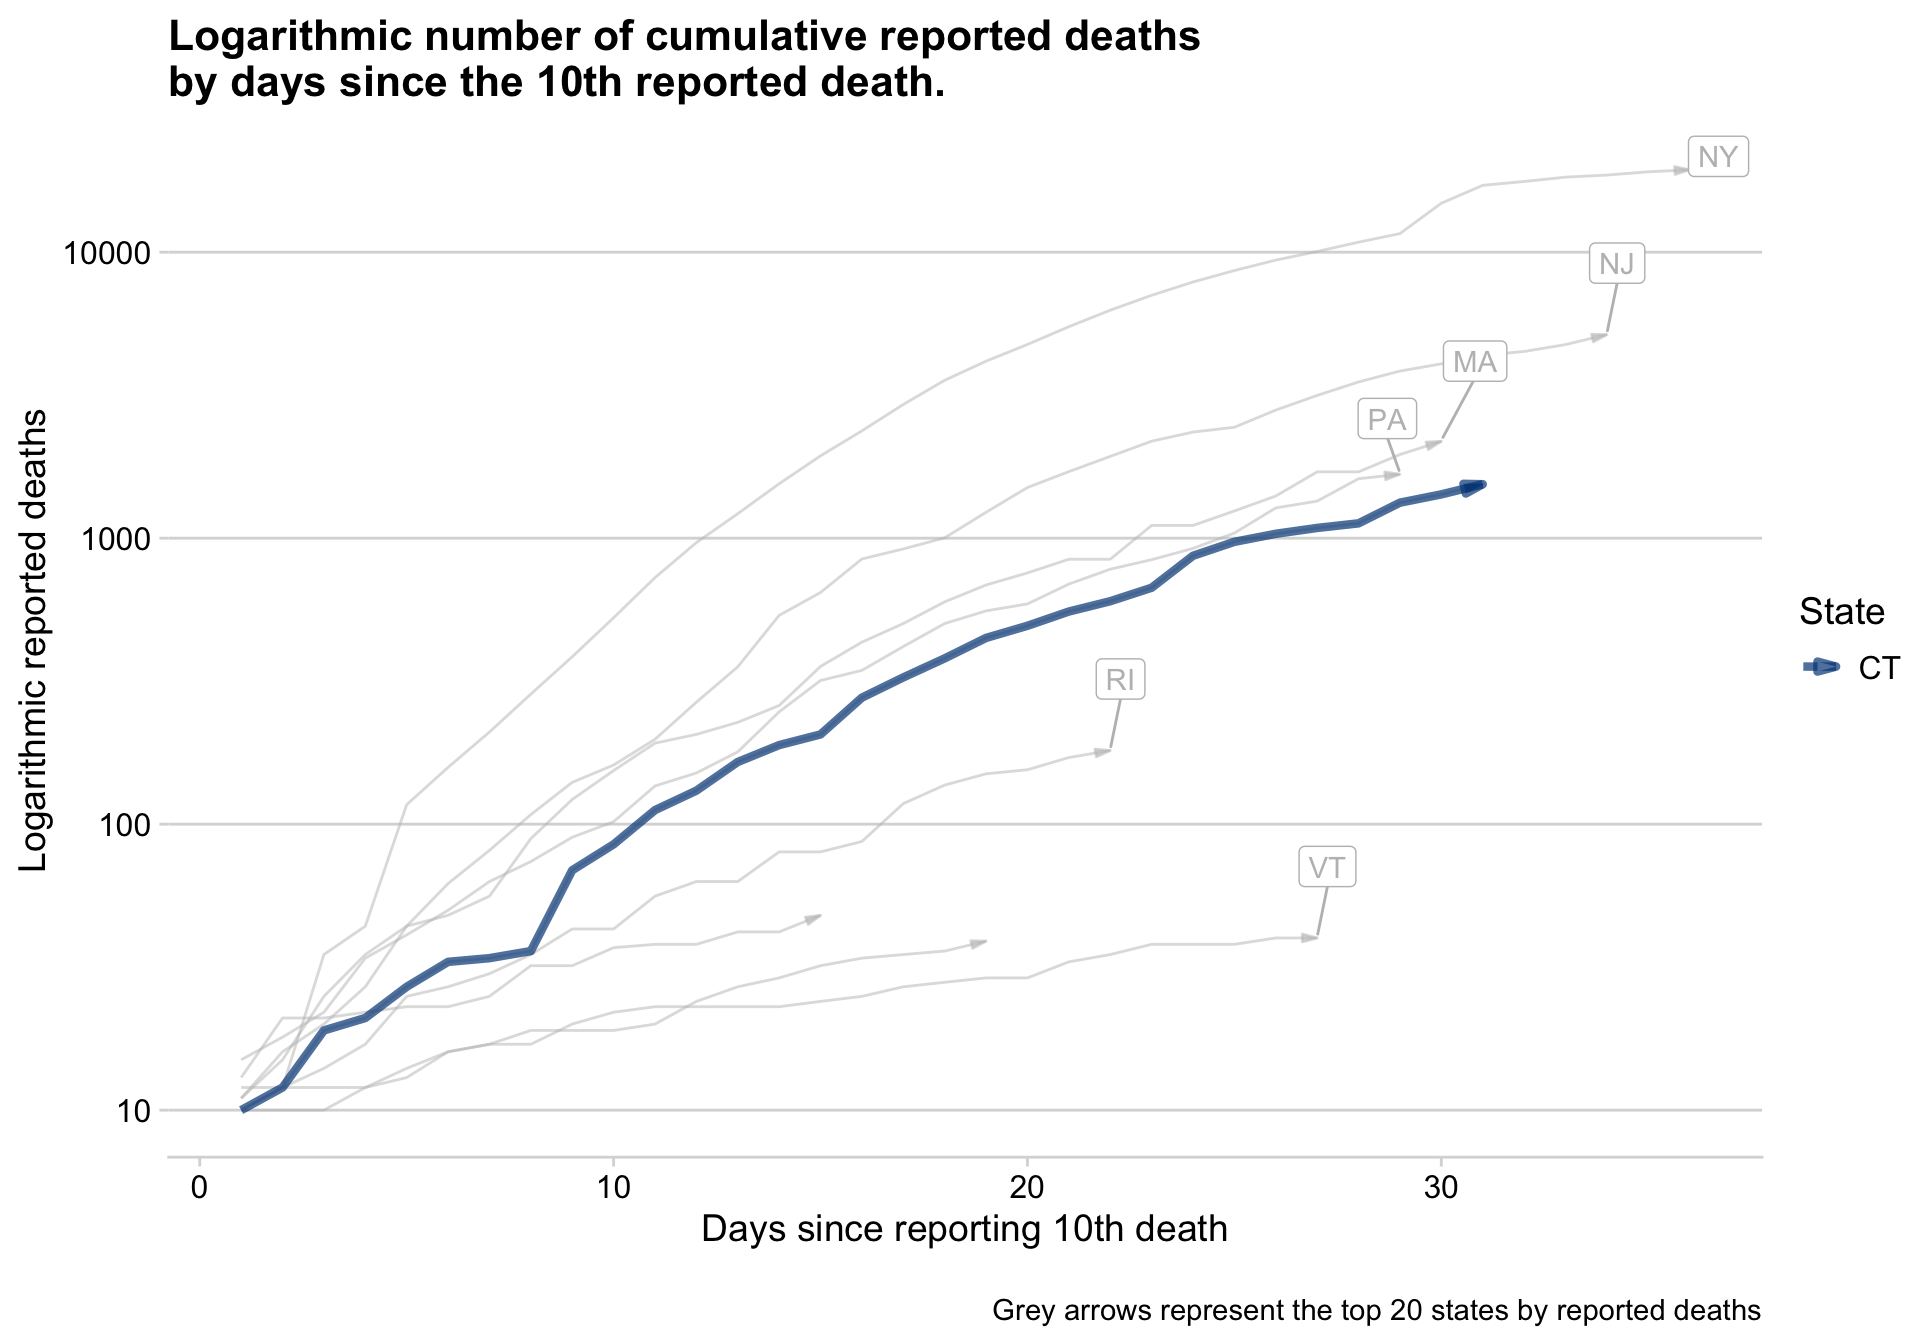 Logarithmic number of cumulative reported deaths
by days since the 10th reported death.
NY
10000
NJ
MA
PA
Logarithmic reported deaths
1000
State
CT
RI
100
VT
10
0 10 20 30
Days since reporting 10th death
Grey arrows represent the top 20 states by reported deaths